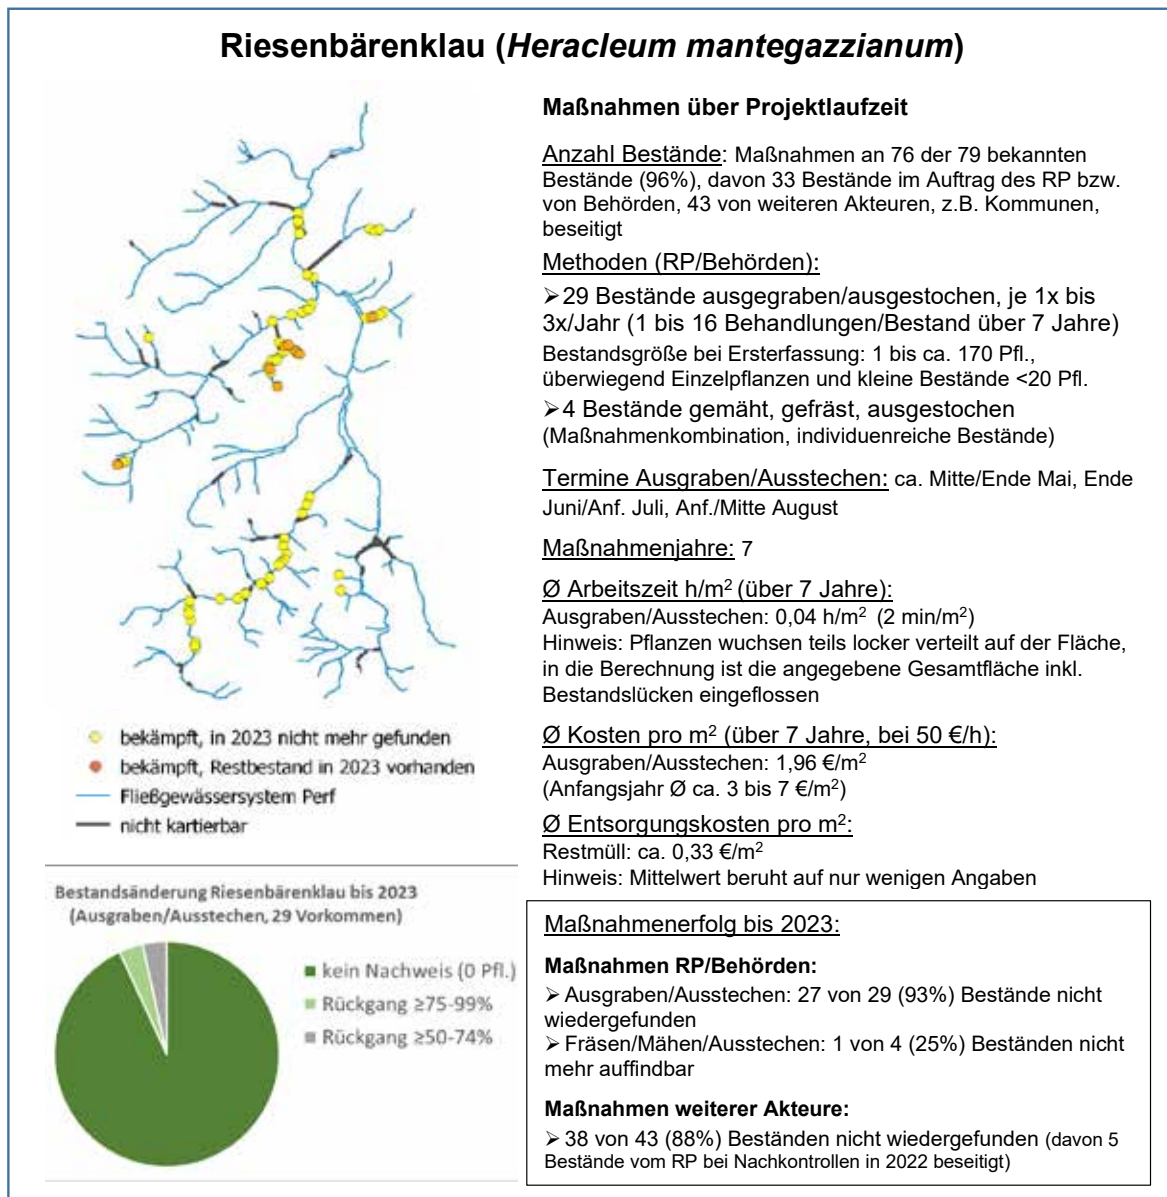 Riesenbärenklau (Heracleum mantegazzianum)
Maßnahmen über Projektlaufzeit
Anzahl Bestände: Maßnahmen an 76 der 79 bekannten
Bestände (96%), davon 33 Bestände im Auftrag des RP bzw.
von Behörden, 43 von weiteren Akteuren, z.B. Kommunen,
beseitigt
Methoden (RP/Behörden):
➢29 Bestände ausgegraben/ausgestochen, je 1x bis
3x/Jahr (1 bis 16 Behandlungen/Bestand über 7 Jahre)
Bestandsgröße bei Ersterfassung: 1 bis ca. 170 Pfl.,
überwiegend Einzelpflanzen und kleine Bestände <20 Pfl.
➢4 Bestände gemäht, gefräst, ausgestochen
(Maßnahmenkombination, individuenreiche Bestände)
Termine Ausgraben/Ausstechen: ca. Mitte/Ende Mai, Ende
Juni/Anf. Juli, Anf./Mitte August
Maßnahmenjahre: 7
Ø Arbeitszeit h/m² (über 7 Jahre):
Ausgraben/Ausstechen: 0,04 h/m² (2 min/m²)
Hinweis: Pflanzen wuchsen teils locker verteilt auf der Fläche,
in die Berechnung ist die angegebene Gesamtfläche inkl.
Bestandslücken eingeflossen
Ø Kosten pro m² (über 7 Jahre, bei 50 €/h):
Ausgraben/Ausstechen: 1,96 €/m²
(Anfangsjahr Ø ca. 3 bis 7 €/m²)
Ø Entsorgungskosten pro m²:
Restmüll: ca. 0,33 €/m²
Hinweis: Mittelwert beruht auf nur wenigen Angaben
bekämpft, in 2023 nicht mehr gefunden
bekämpft, Restbestand in 2023 vorhanden
Fließgewässersystem Perf
nicht kartierbar
Bestandsänderung Riesenbärenklau bis 2023
(Ausgraben/Ausstechen, 29 Vorkommen)
kein Nachweis (0 Pfl.)
Rückgang ≥75-99%
Rückgang ≥50-74%
Maßnahmenerfolg bis 2023:
Maßnahmen RP/Behörden:
➢ Ausgraben/Ausstechen: 27 von 29 (93%) Bestände nicht
wiedergefunden
➢ Fräsen/Mähen/Ausstechen: 1 von 4 (25%) Beständen nicht
mehr auffindbar
Maßnahmen weiterer Akteure:
➢ 38 von 43 (88%) Beständen nicht wiedergefunden (davon 5
Bestände vom RP bei Nachkontrollen in 2022 beseitigt)